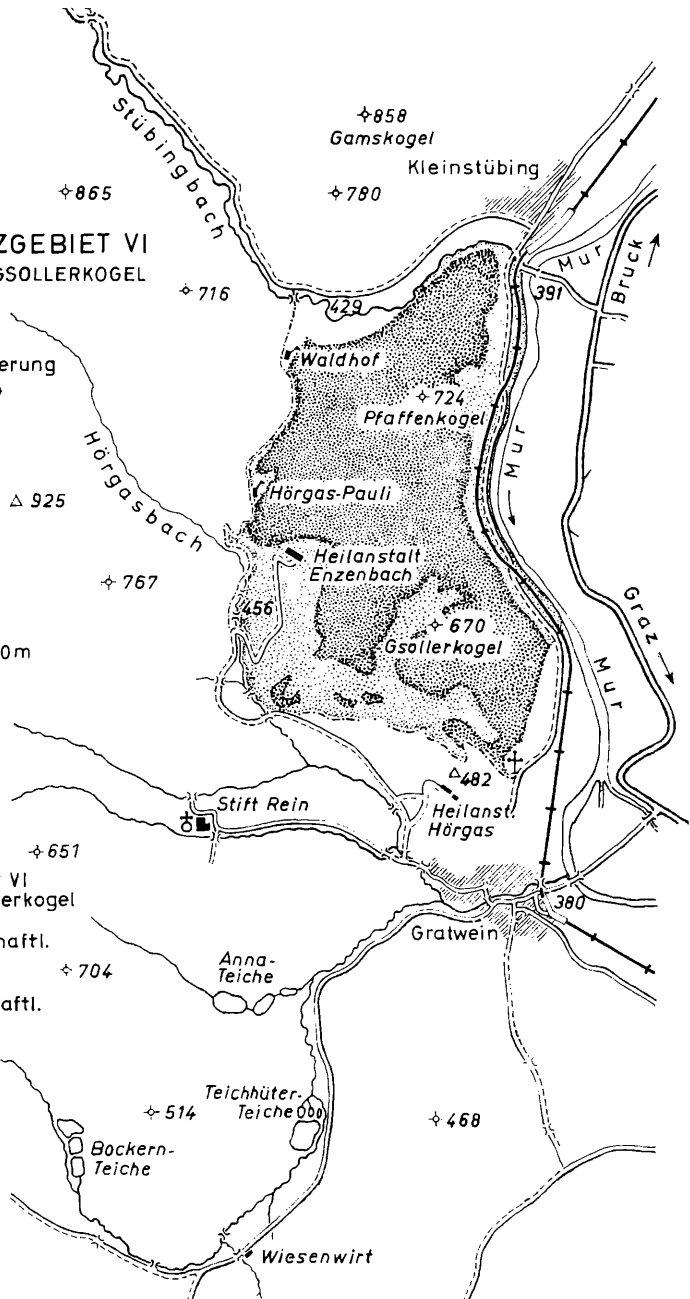 Stübingbach
858
Gamskogel
Kleinstübing
865
780
ZGEBIET VI
GSOLLERKOGEL
716
429
Mur
391
Bruck
erung
Waldhof
724
Pfaffenkogel
Mur
Hörgasbach
925
Hörgas-Pauli
Heilanstalt
Enzenbach
767
456
670
Gsollerkogel
Graz
0m
Mur
482
Stift Rein
Heilanst.
Hörgas
651
VI
erkogel
380
Gratwein
haftl.
704
Anna-
Teiche
aftl.
Teichhüter-
Teiche
514
468
Bockern-
Teiche
Wiesenwirt